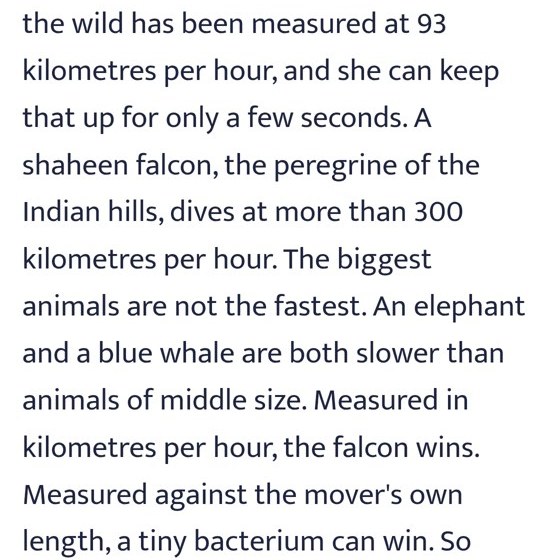 the wild has been measured at 93
kilometres per hour, and she can keep
that up for only a few seconds. A
shaheen falcon, the peregrine of the
Indian hills, dives at more than 300
kilometres per hour. The biggest
animals are not the fastest. An elephant
and a blue whale are both slower than
animals of middle size. Measured in
kilometres per hour, the falcon wins.
Measured against the mover's own
length, a tiny bacterium can win. So